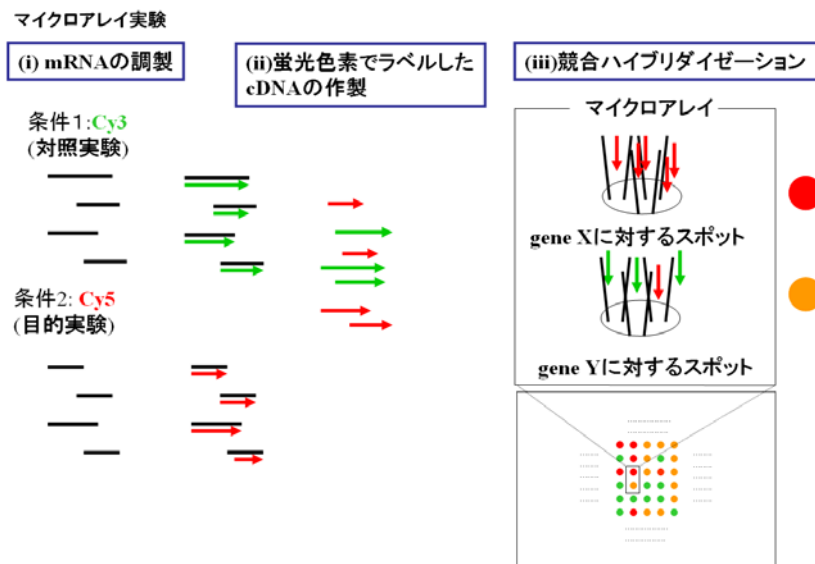 マイクロアレイ実験
(i) mRNAの調製
(ii)蛍光色素でラベルした
cDNAの作製
(iii)競合ハイブリダイゼーション
条件１:Cy3
(対照実験)
条件2: Cy5
(目的実験)
マイクロアレイ
gene Xに対するスポット
gene Yに対するスポット